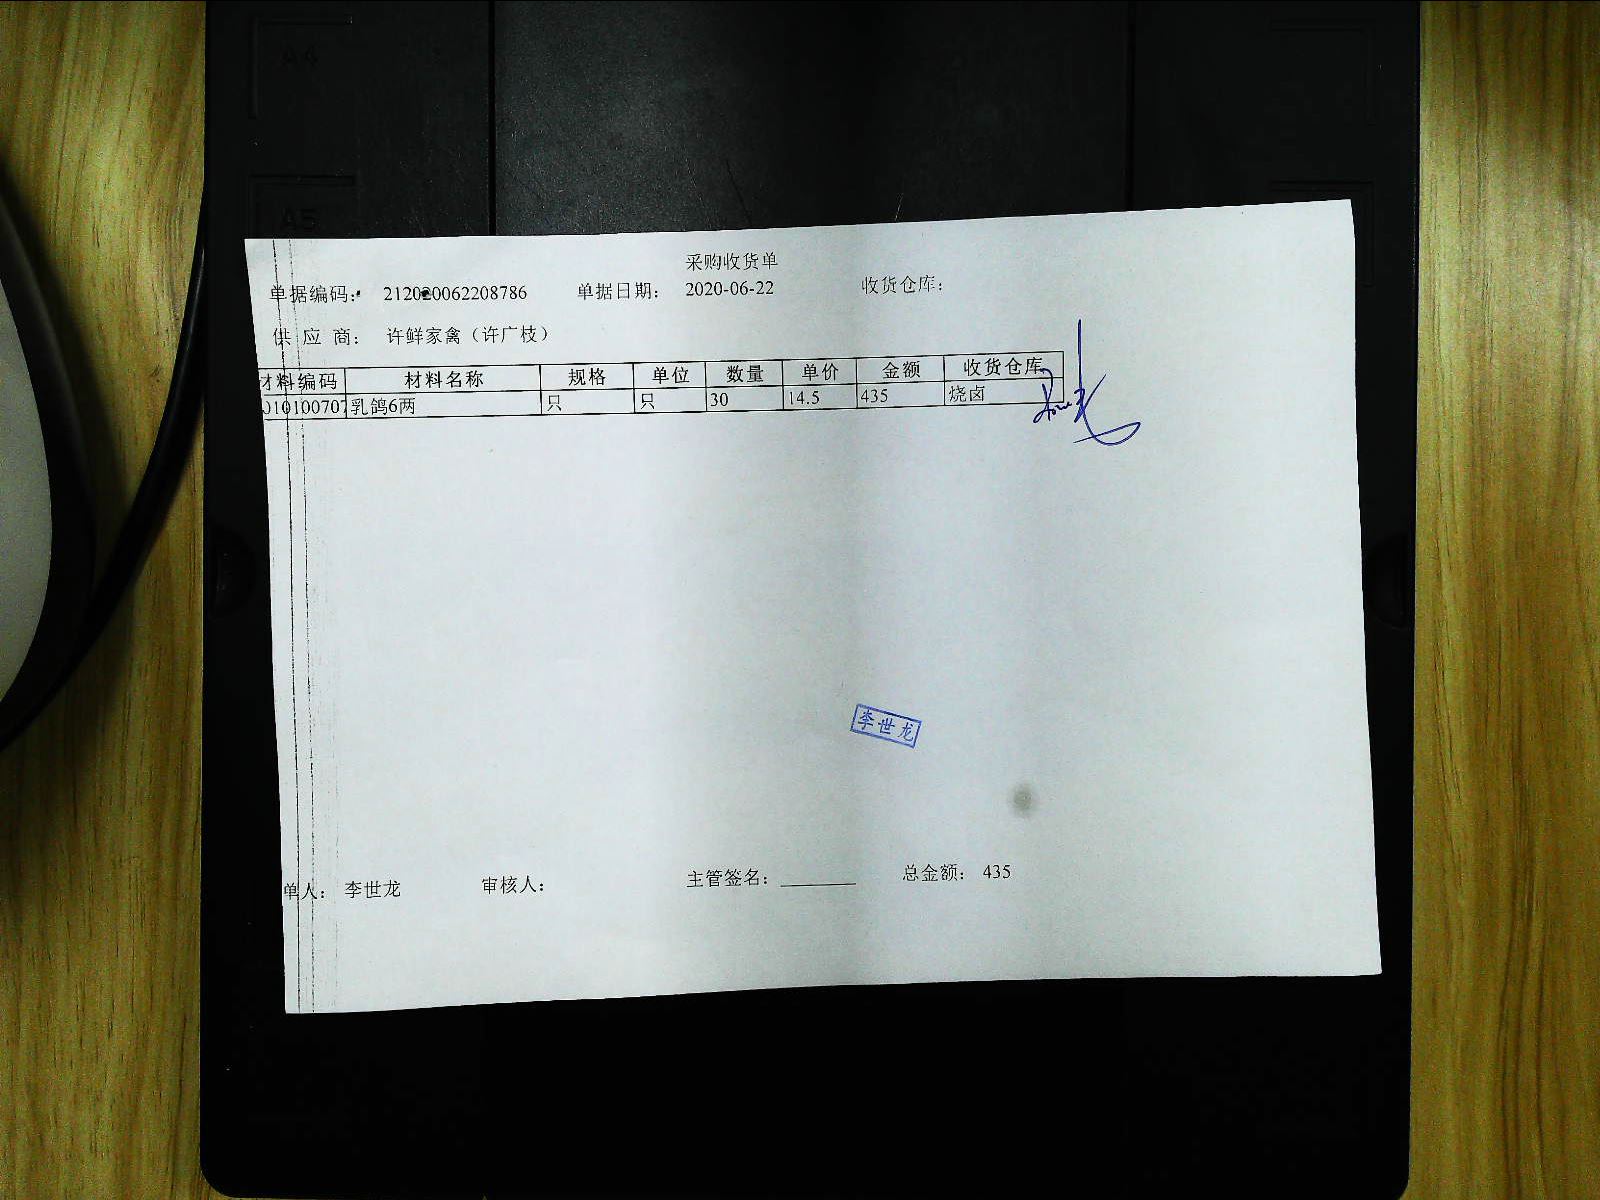 A4
A5
采购收货单
单据编码： 212020062208786 单据日期： 2020-06-22 收货仓库：
供应商： 许鲜家禽（许广枝）
材料编码 材料名称 规格 单位 数量 单价 金额 收货仓库
010100707 乳鸽6两 只 只 30 14.5 435 烧卤
李世龙
单人： 李世龙 审核人： 主管签名： 总金额： 435